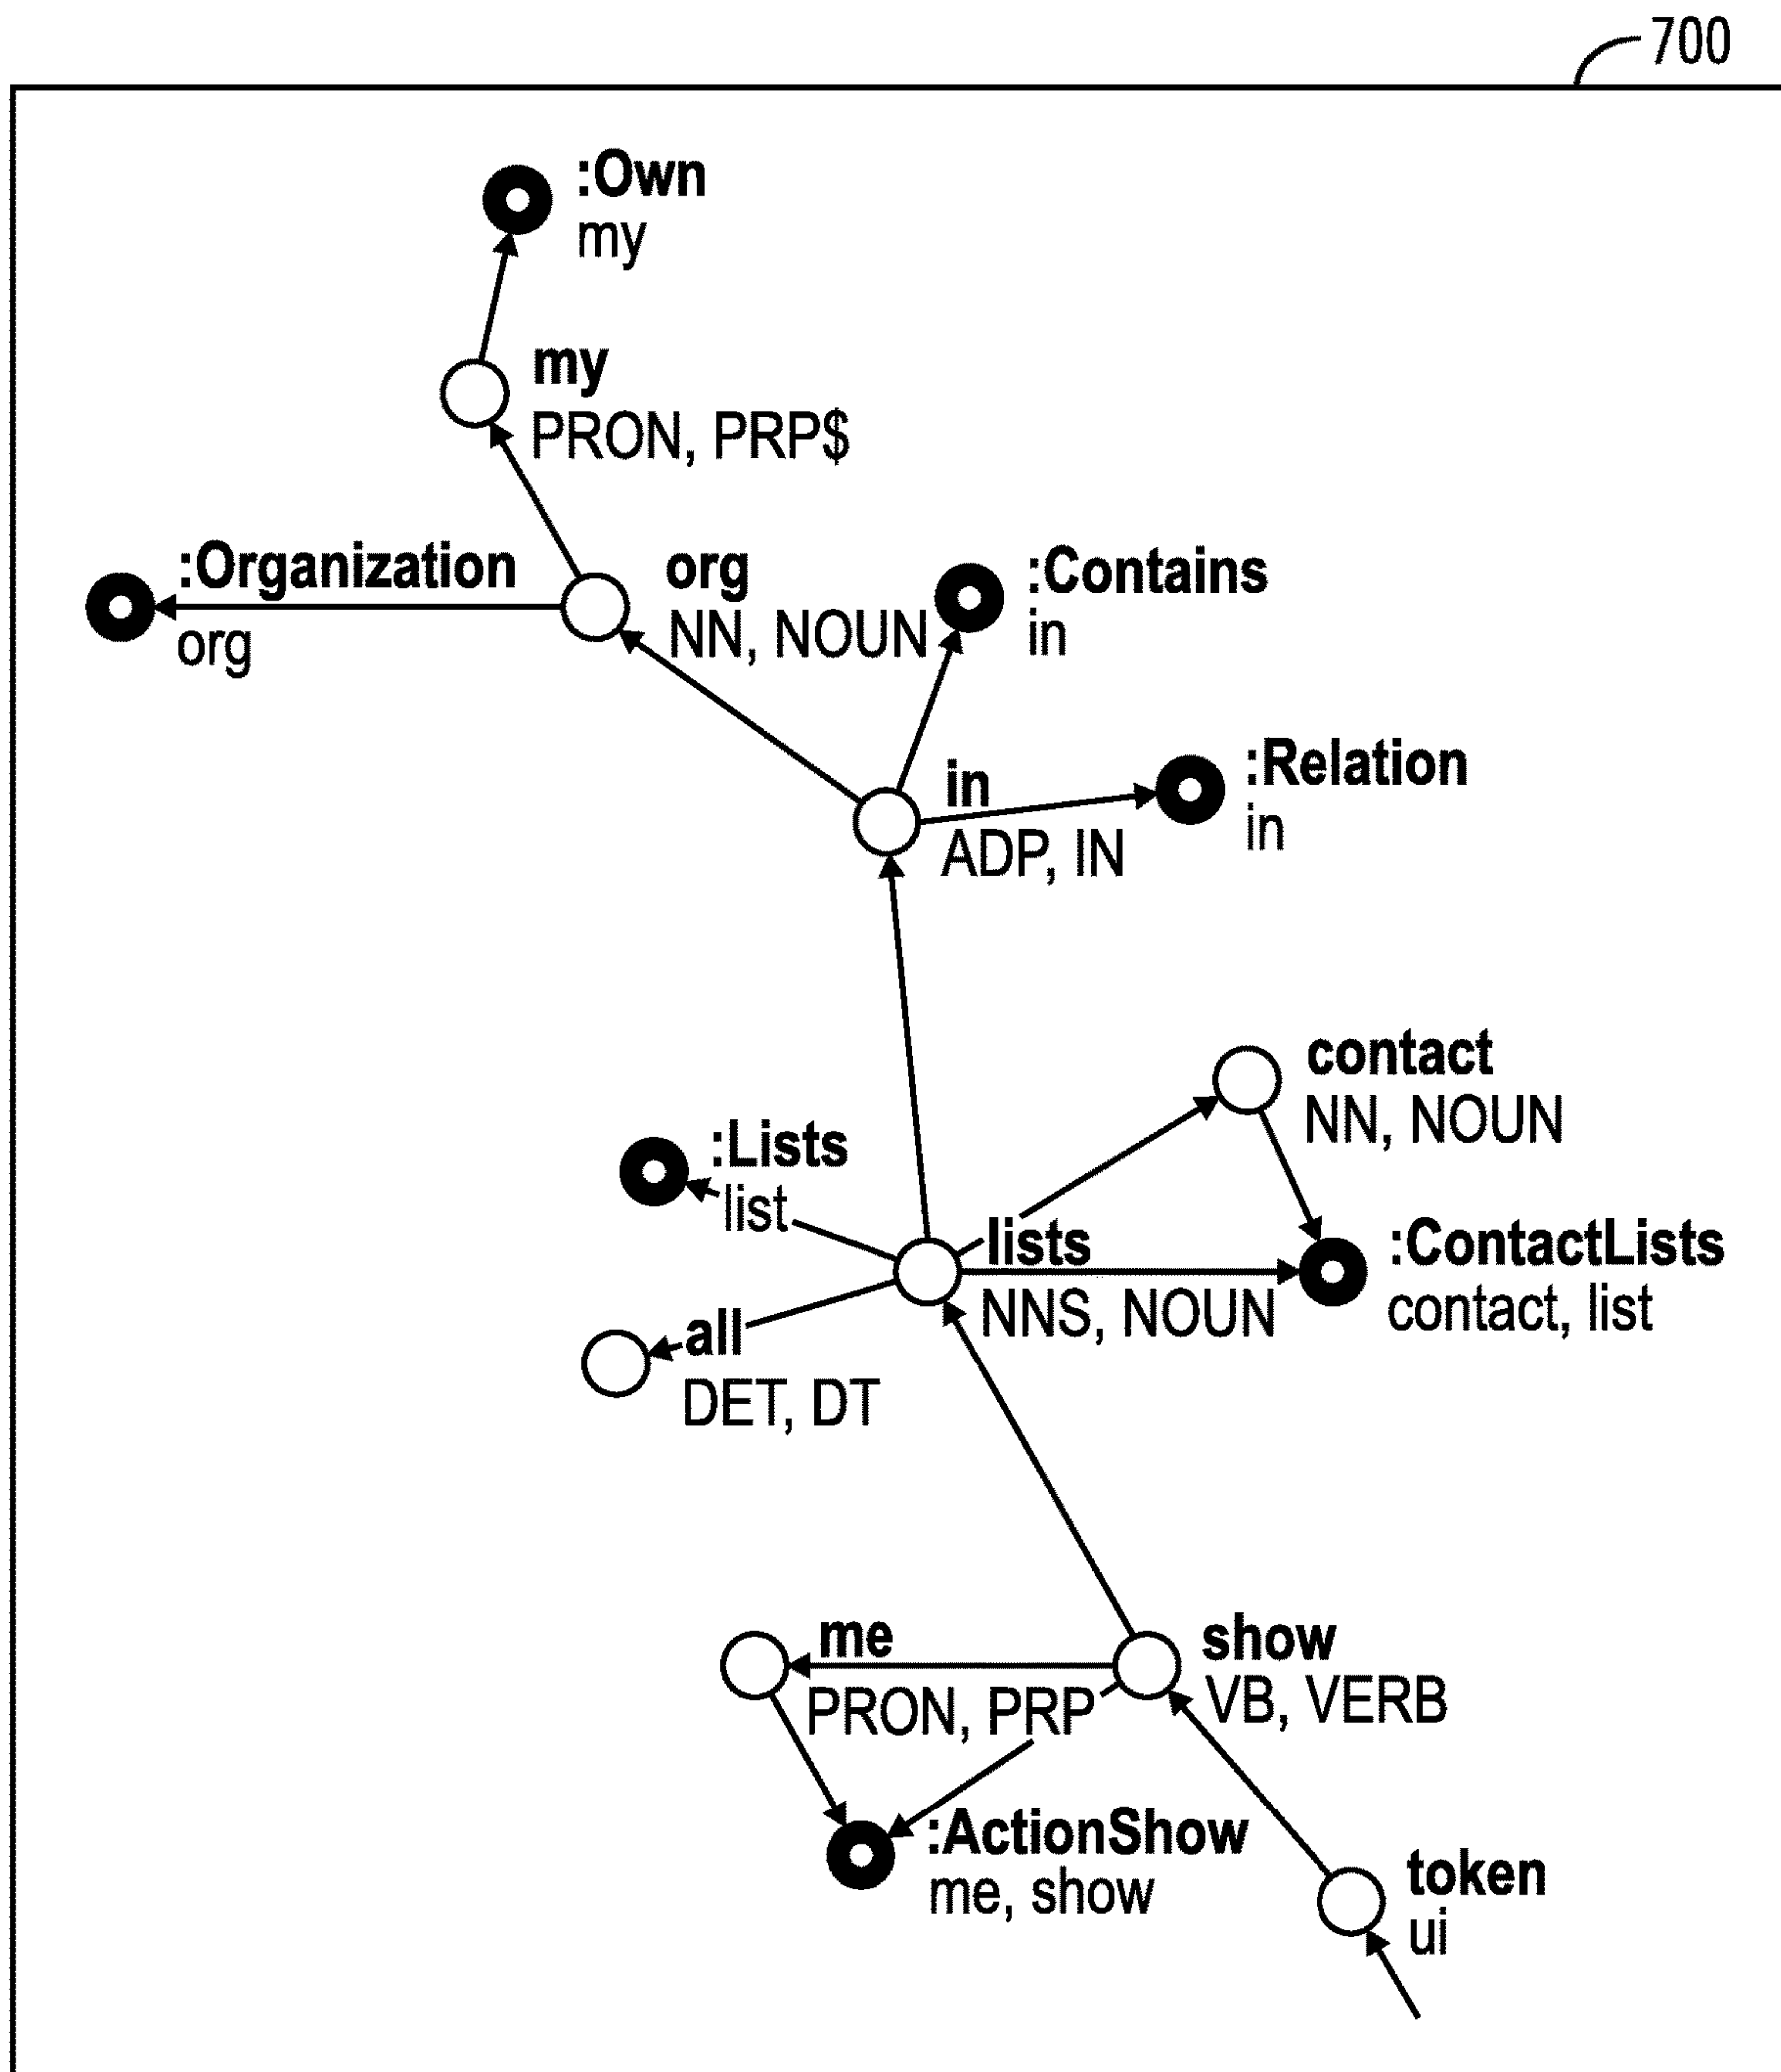 700
:Own
my
my
PRON, PRP$
:Organization
org
org
NN, NOUN
:Contains
in
in
ADP, IN
:Relation
in
contact
NN, NOUN
:Lists
list
lists
NNS, NOUN
:ContactLists
contact, list
all
DET, DT
me
PRON, PRP
show
VB, VERB
:ActionShow
me, show
token
ui